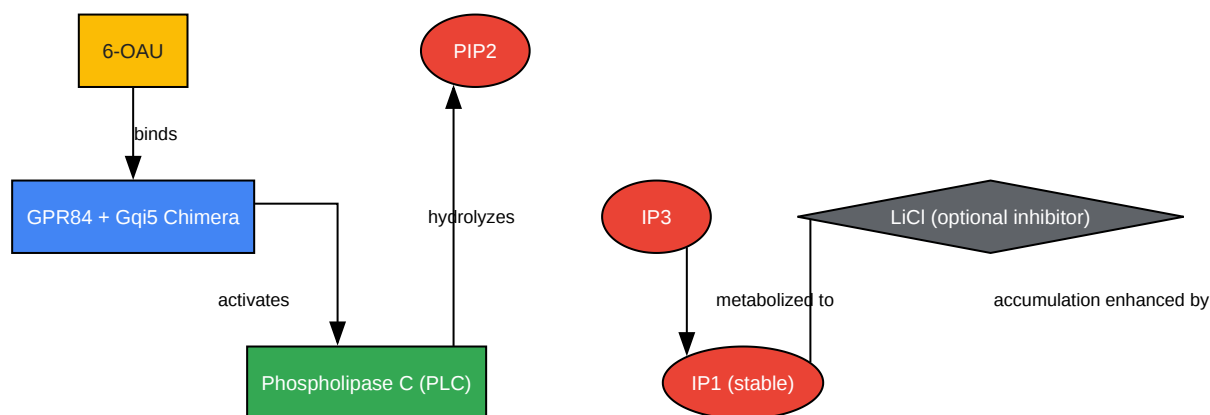 6-OAU
PIP2
binds
GPR84 + Gqi5 Chimera
hydrolyzes
IP3
LiCl (optional inhibitor)
activates
metabolized to
accumulation enhanced by
Phospholipase C (PLC)
IP1 (stable)